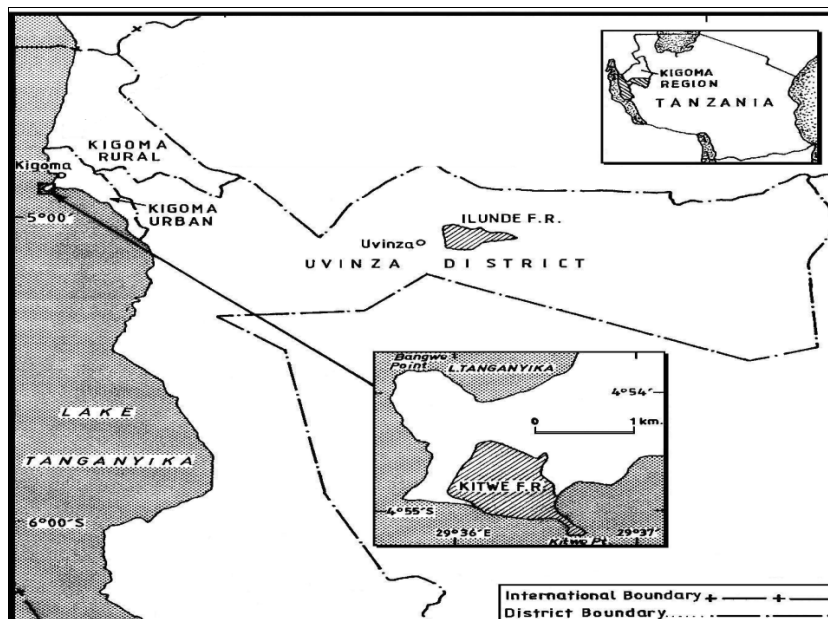 KIGOMA
REGION
TANZANIA
KIGOMA
RURAL
Kigoma
KIGOMA
URBAN
5°00'
ILUNDE F.R.
Uvinza
UVINZA DISTRICT
Bangwe
Point
L.TANGANYIKA
4°54'
0 1 km.
LAKE
TANGANYIKA
KITWE F.R.
4°55'S
6°00'S
29°36'E
29°37'
Kitwe Pt.
International Boundary
District Boundary